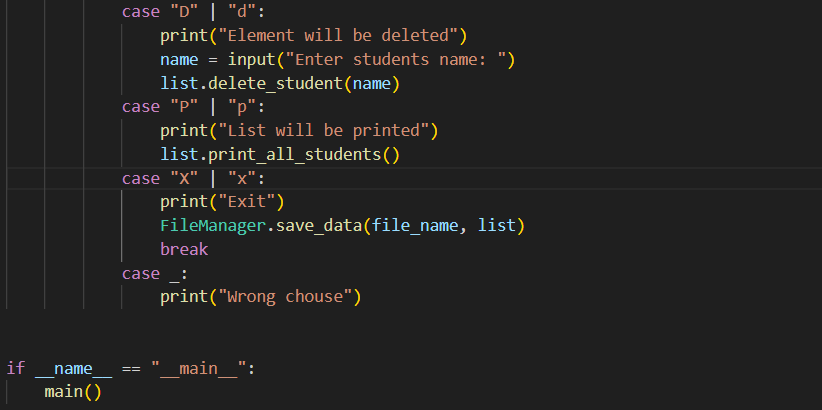 case "D" | "d":
print("Element will be deleted")
name = input("Enter students name: ")
list.delete_student(name)
case "P" | "p":
print("List will be printed")
list.print_all_students()
case "X" | "x":
print("Exit")
FileManager.save_data(file_name, list)
break
case _:
print("Wrong chouse")
if __name__ == "__main__":
main()